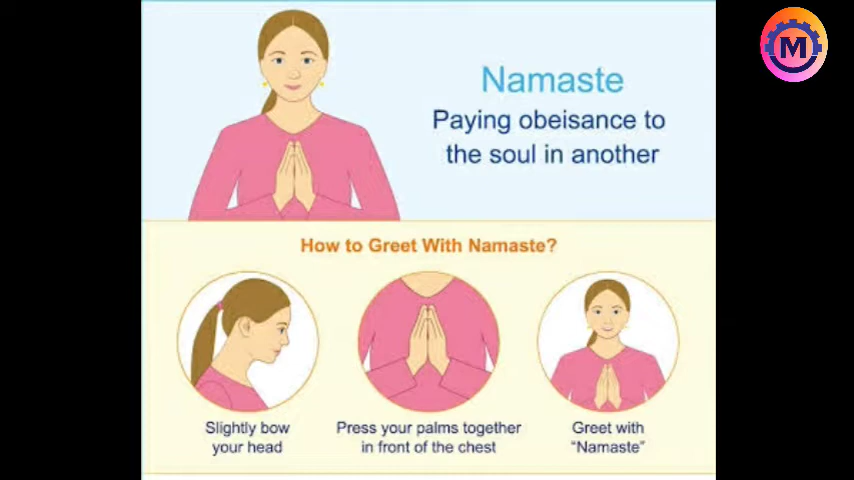 M
Namaste
Paying obeisance to
the soul in another
How to Greet With Namaste?
Slightly bow
your head
Press your palms together
in front of the chest
Greet with
"Namaste"